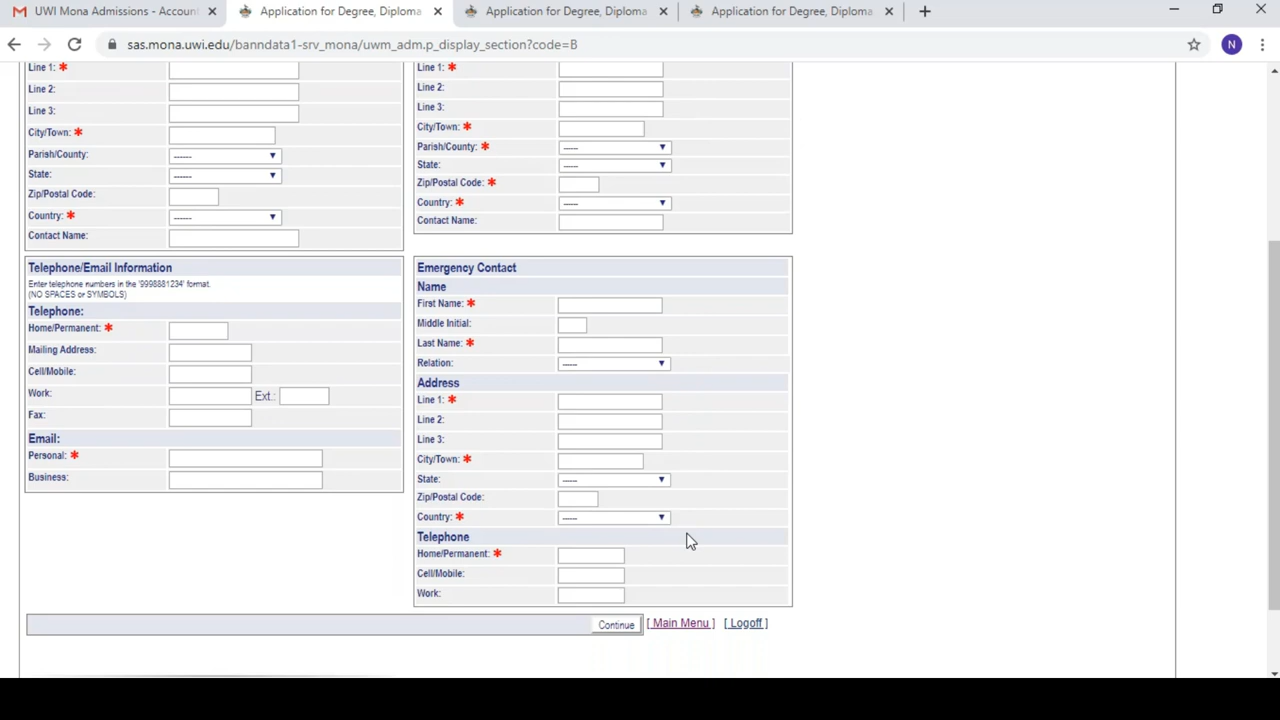 UWI Mona Admissions - Accoun
Application for Degree, Diploma
Application for Degree, Diploma
Application for Degree, Diploma
sas.mona.uwi.edu/banndata1-srv_mona/uwm_adm.p_display_section?code=B
N
Line 1: *
Line 2:
Line 3:
City/Town: *
Parish/County: ------
State: ------
Zip/Postal Code:
Country: * ------
Contact Name:
Line 1: *
Line 2:
Line 3:
City/Town: *
Parish/County: * ------
State: ------
Zip/Postal Code: *
Country: * ------
Contact Name:
Telephone/Email Information
Enter telephone numbers in the '9998881234' format.
(NO SPACES or SYMBOLS)
Telephone:
Home/Permanent: *
Mailing Address:
Cell/Mobile:
Work: Ext.:
Fax:
Email:
Personal: *
Business:
Emergency Contact
Name
First Name: *
Middle Initial:
Last Name: *
Relation: ------
Address
Line 1: *
Line 2:
Line 3:
City/Town: *
State: ------
Zip/Postal Code:
Country: * ------
Telephone
Home/Permanent: *
Cell/Mobile:
Work:
Continue [ Main Menu ] [ Logoff ]